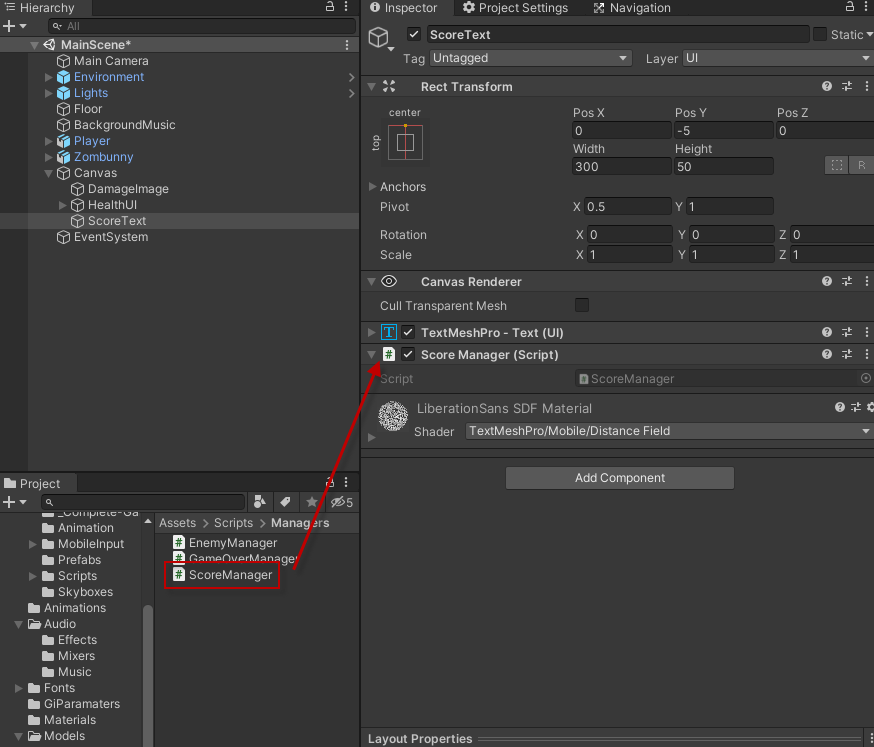 Hierarchy
All
MainScene*
Main Camera
Environment
Lights
Floor
BackgroundMusic
Player
Zombunny
Canvas
DamageImage
HealthUI
ScoreText
EventSystem
Project
5
_Complete-Ga
Animation
MobileInput
Prefabs
Scripts
Skyboxes
Animations
Audio
Effects
Mixers
Music
Fonts
GiParamaters
Materials
Models
Assets > Scripts > Managers
EnemyManager
GameOverManager
ScoreManager
Inspector Project Settings Navigation
ScoreText Static
Tag Untagged Layer UI
Rect Transform
center Pos X Pos Y Pos Z
top 0 -5 0
Width Height
300 50 R
Anchors
Pivot X 0.5 Y 1
Rotation X 0 Y 0 Z 0
Scale X 1 Y 1 Z 1
Canvas Renderer
Cull Transparent Mesh
TextMeshPro - Text (UI)
# Score Manager (Script)
Script ScoreManager
LiberationSans SDF Material
Shader TextMeshPro/Mobile/Distance Field
Add Component
Layout Properties